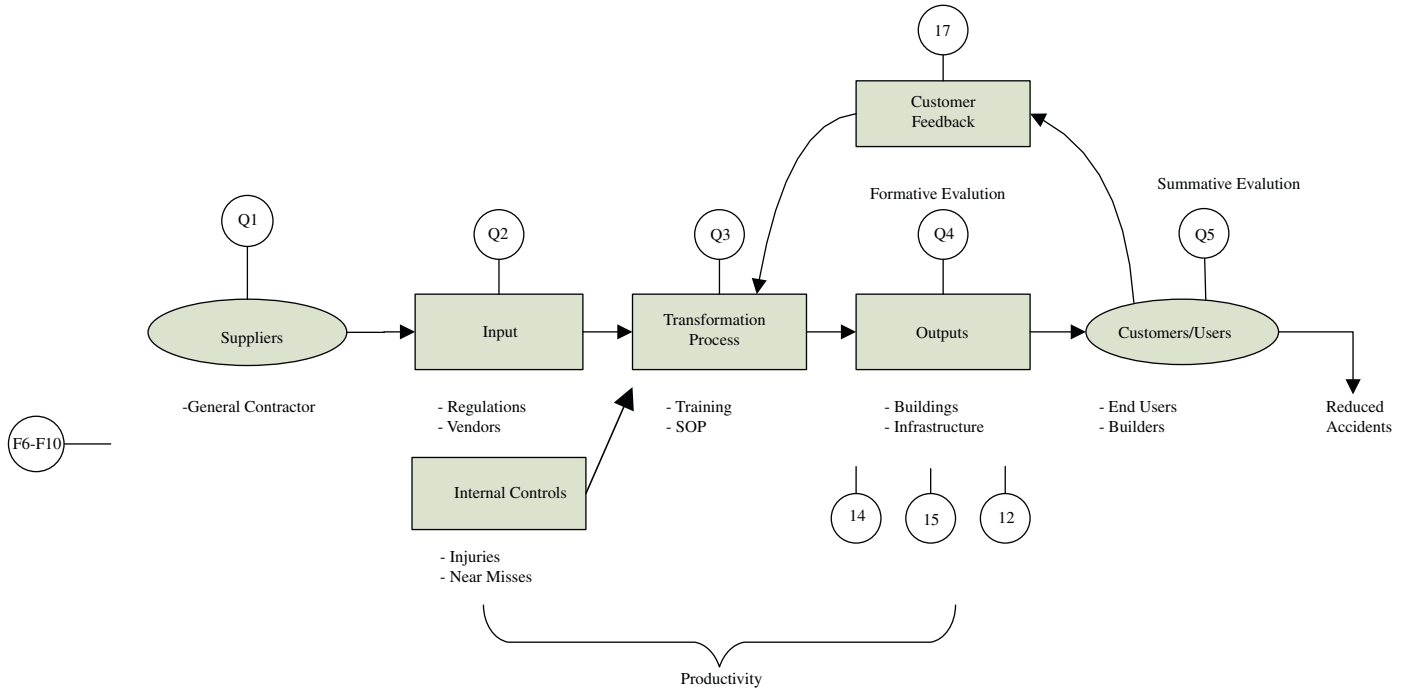 17
Customer
Feedback
Formative Evalution
Summative Evalution
Q1
Q2
Q3
Q4
Q5
Suppliers
Input
Transformation
Process
Outputs
Customers/Users
-General Contractor
- Regulations
- Vendors
- Training
- SOP
- Buildings
- Infrastructure
- End Users
- Builders
Reduced
Accidents
F6-F10
Internal Controls
14
15
12
- Injuries
- Near Misses
Productivity